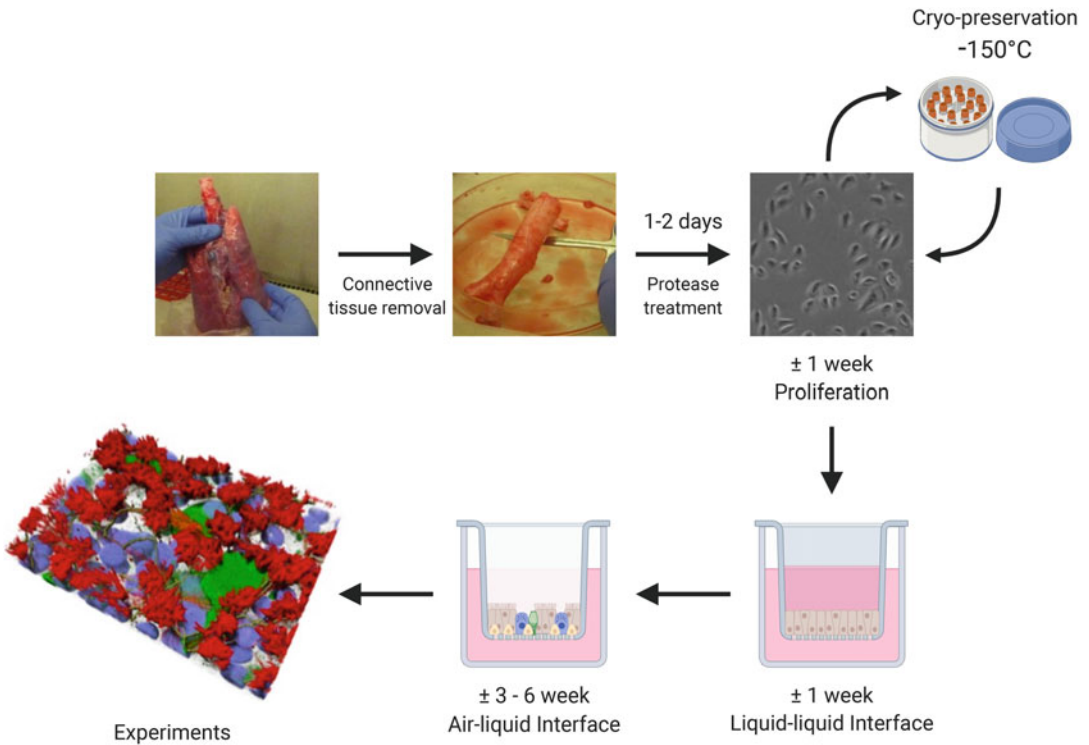 Cryo-preservation
-150°C
Connective
tissue removal
1-2 days
Protease
treatment
± 1 week
Proliferation
± 1 week
Liquid-liquid Interface
± 3 - 6 week
Air-liquid Interface
Experiments